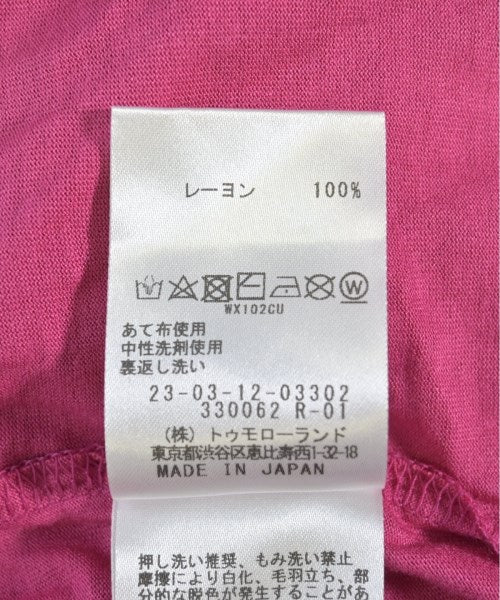 レーヨン 100%
W
WX102CU
あて布使用
中性洗剤使用
裏返し洗い
23-03-12-03302
330062 R-01
(株) トゥモローランド
東京都渋谷区恵比寿西1-32-18
MADE IN JAPAN
押し洗い推奨、もみ洗い禁止
摩擦により白化、毛羽立ち、部
分的な脱色が発生することがあ